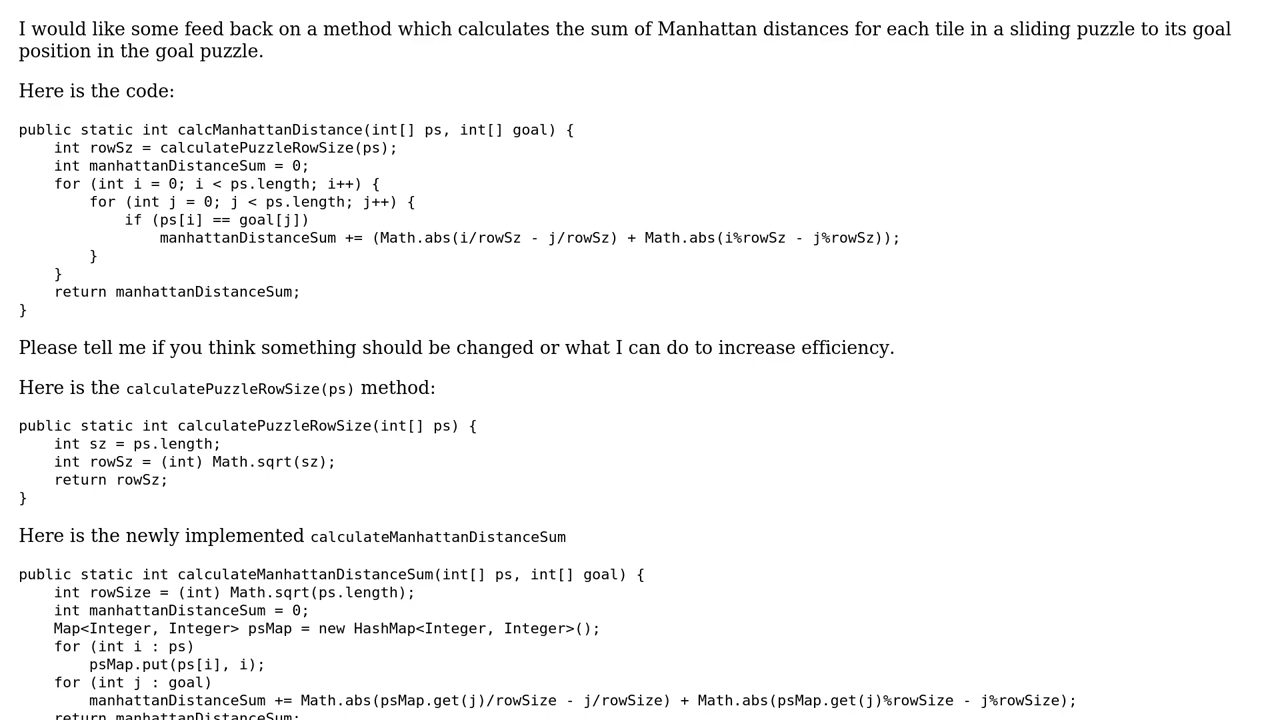 I would like some feed back on a method which calculates the sum of Manhattan distances for each tile in a sliding puzzle to its goal
position in the goal puzzle.
Here is the code:
public static int calcManhattanDistance(int[] ps, int[] goal) {
    int rowSz = calculatePuzzleRowSize(ps);
    int manhattanDistanceSum = 0;
    for (int i = 0; i < ps.length; i++) {
        for (int j = 0; j < ps.length; j++) {
            if (ps[i] == goal[j])
                manhattanDistanceSum += (Math.abs(i/rowSz - j/rowSz) + Math.abs(i%rowSz - j%rowSz));
        }
    }
    return manhattanDistanceSum;
}
Please tell me if you think something should be changed or what I can do to increase efficiency.
Here is the calculatePuzzleRowSize(ps) method:
public static int calculatePuzzleRowSize(int[] ps) {
    int sz = ps.length;
    int rowSz = (int) Math.sqrt(sz);
    return rowSz;
}
Here is the newly implemented calculateManhattanDistanceSum
public static int calculateManhattanDistanceSum(int[] ps, int[] goal) {
    int rowSize = (int) Math.sqrt(ps.length);
    int manhattanDistanceSum = 0;
    Map<Integer, Integer> psMap = new HashMap<Integer, Integer>();
    for (int i : ps)
        psMap.put(ps[i], i);
    for (int j : goal)
        manhattanDistanceSum += Math.abs(psMap.get(j)/rowSize - j/rowSize) + Math.abs(psMap.get(j)%rowSize - j%rowSize);
    return manhattanDistanceSum;